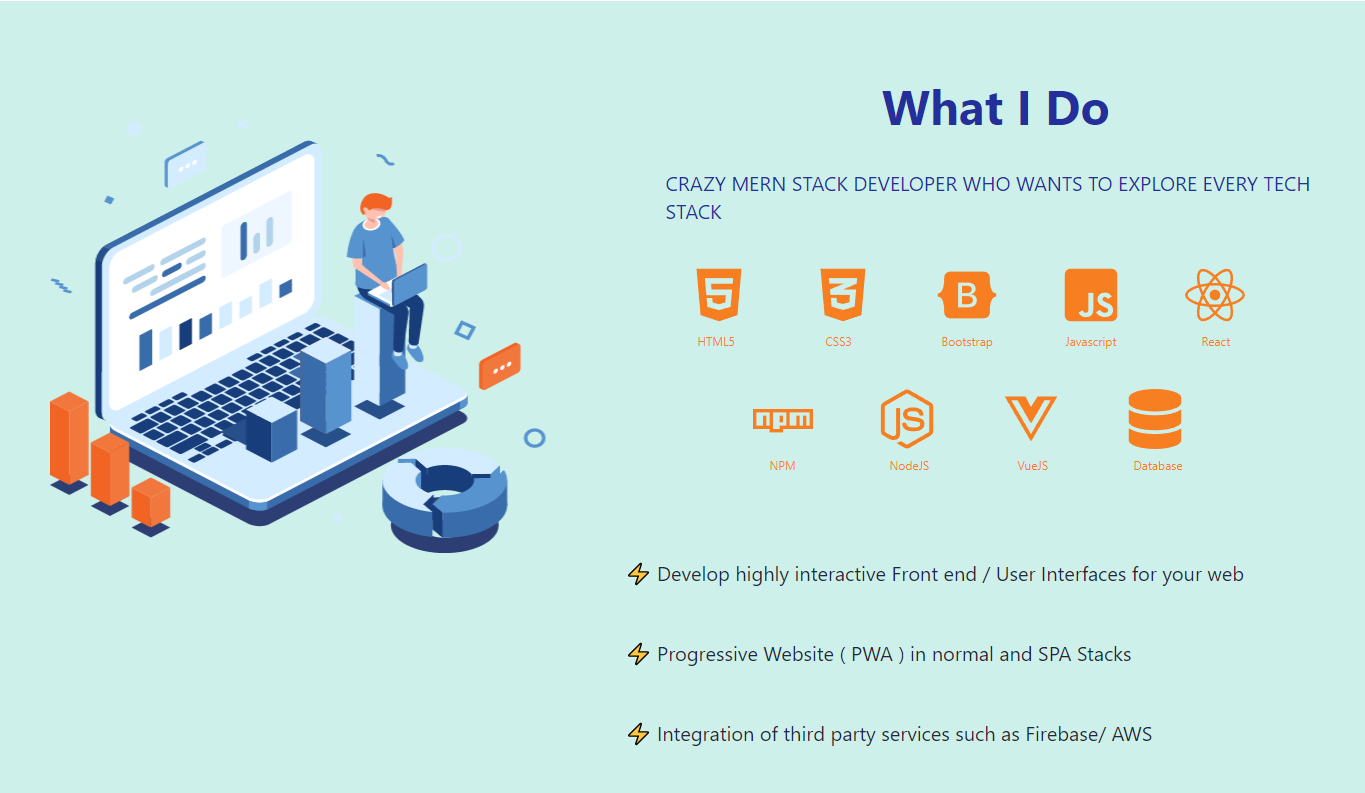 What I Do
CRAZY MERN STACK DEVELOPER WHO WANTS TO EXPLORE EVERY TECH
STACK
5 3 B JS
HTML5 CSS3 Bootstrap Javascript React
npm JS
NPM NodeJS VueJS Database
⚡ Develop highly interactive Front end / User Interfaces for your web
⚡ Progressive Website ( PWA ) in normal and SPA Stacks
⚡ Integration of third party services such as Firebase/ AWS